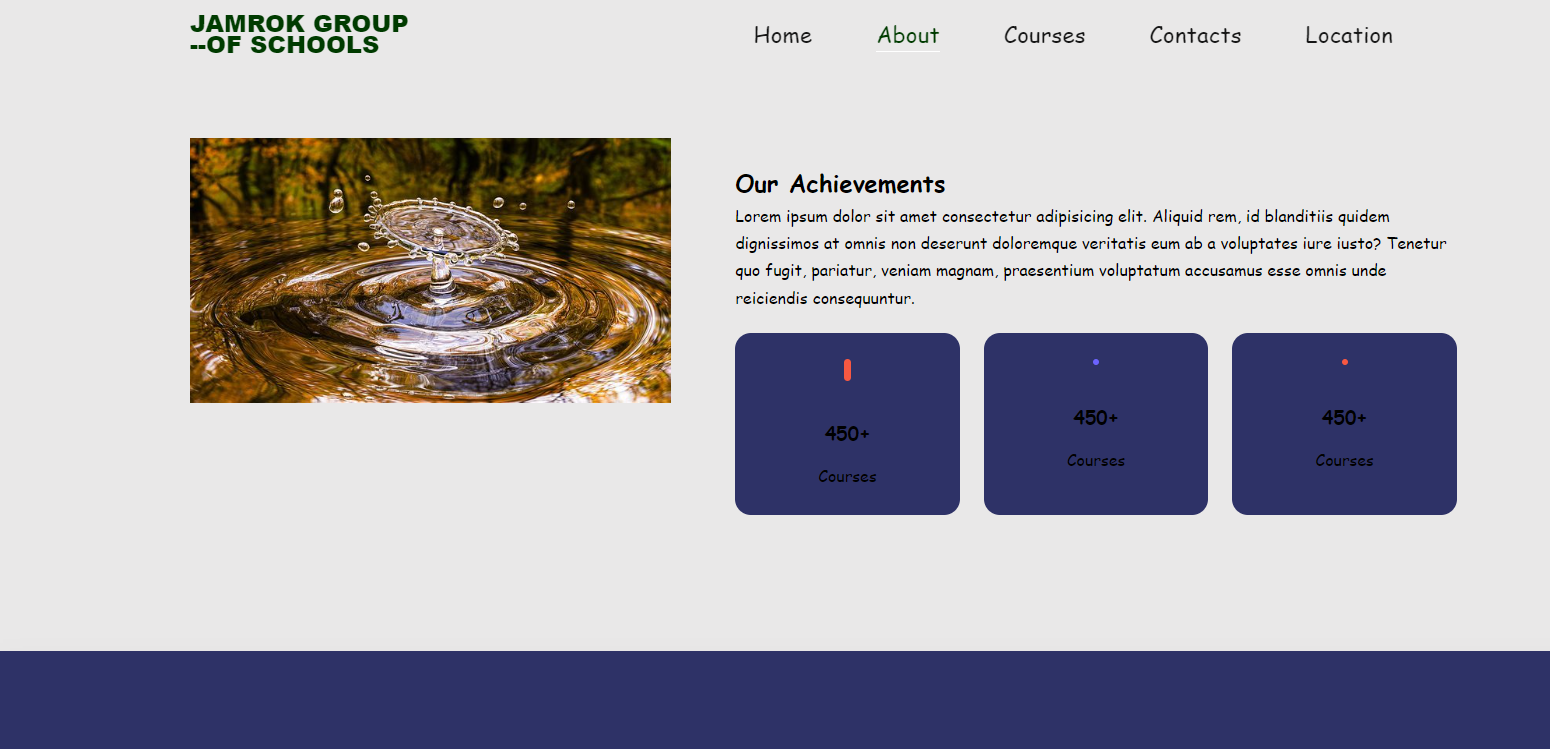 JAMROK GROUP
--OF SCHOOLS
Home About Courses Contacts Location
Our Achievements
Lorem ipsum dolor sit amet consectetur adipisicing elit. Aliquid rem, id blanditiis quidem
dignissimos at omnis non deserunt doloremque veritatis eum ab a voluptates iure iusto? Tenetur
quo fugit, pariatur, veniam magnam, praesentium voluptatum accusamus esse omnis unde
reiciendis consequuntur.
450+ 450+ 450+
Courses Courses Courses